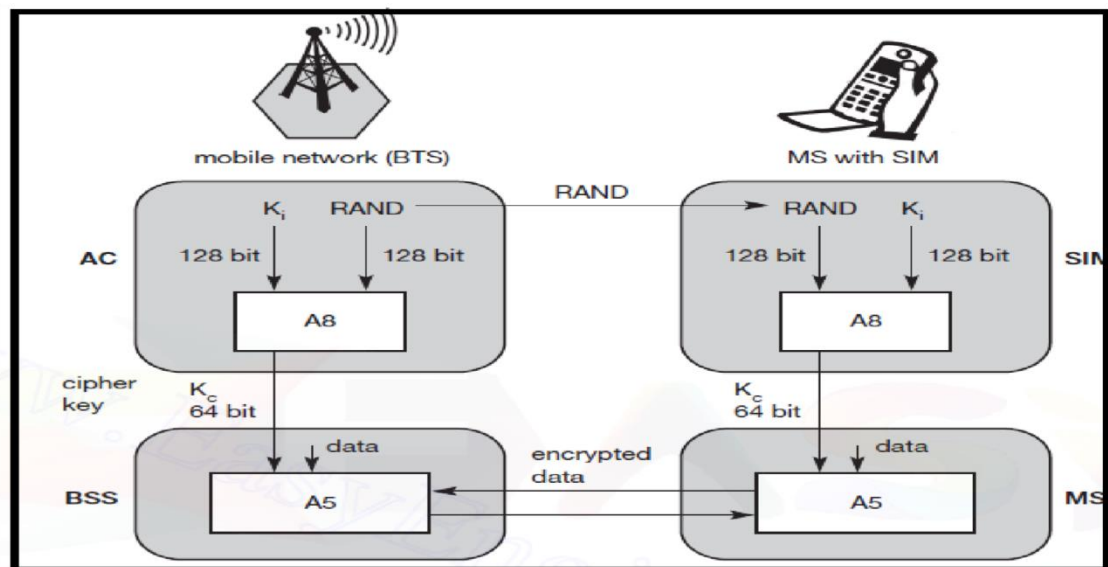 mobile network (BTS)
MS with SIM
RAND
Ki RAND
RAND Ki
AC
128 bit 128 bit
128 bit 128 bit
SIM
A8
A8
cipher
key
Kc
64 bit
Kc
64 bit
data
data
encrypted
data
BSS
A5
A5
MS